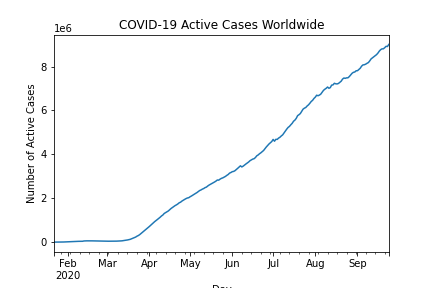 COVID-19 Active Cases Worldwide
1e6
8
6
4
2
0
Number of Active Cases
Feb Mar Apr May Jun Jul Aug Sep
2020